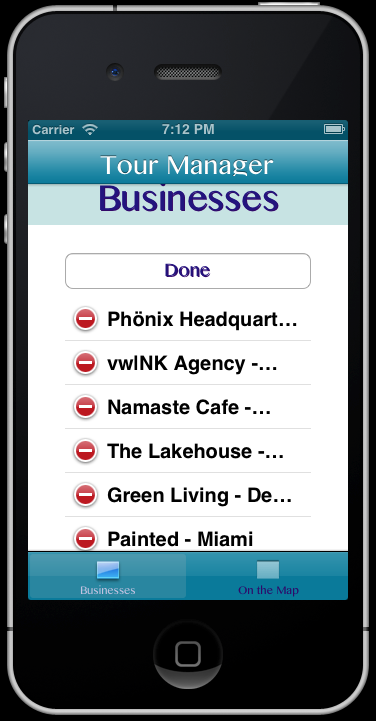 Carrier 7:12 PM
Tour Manager
Businesses
Done
Phönix Headquart...
vwINK Agency -...
Namaste Cafe -...
The Lakehouse -...
Green Living - De...
Painted - Miami
Businesses On the Map